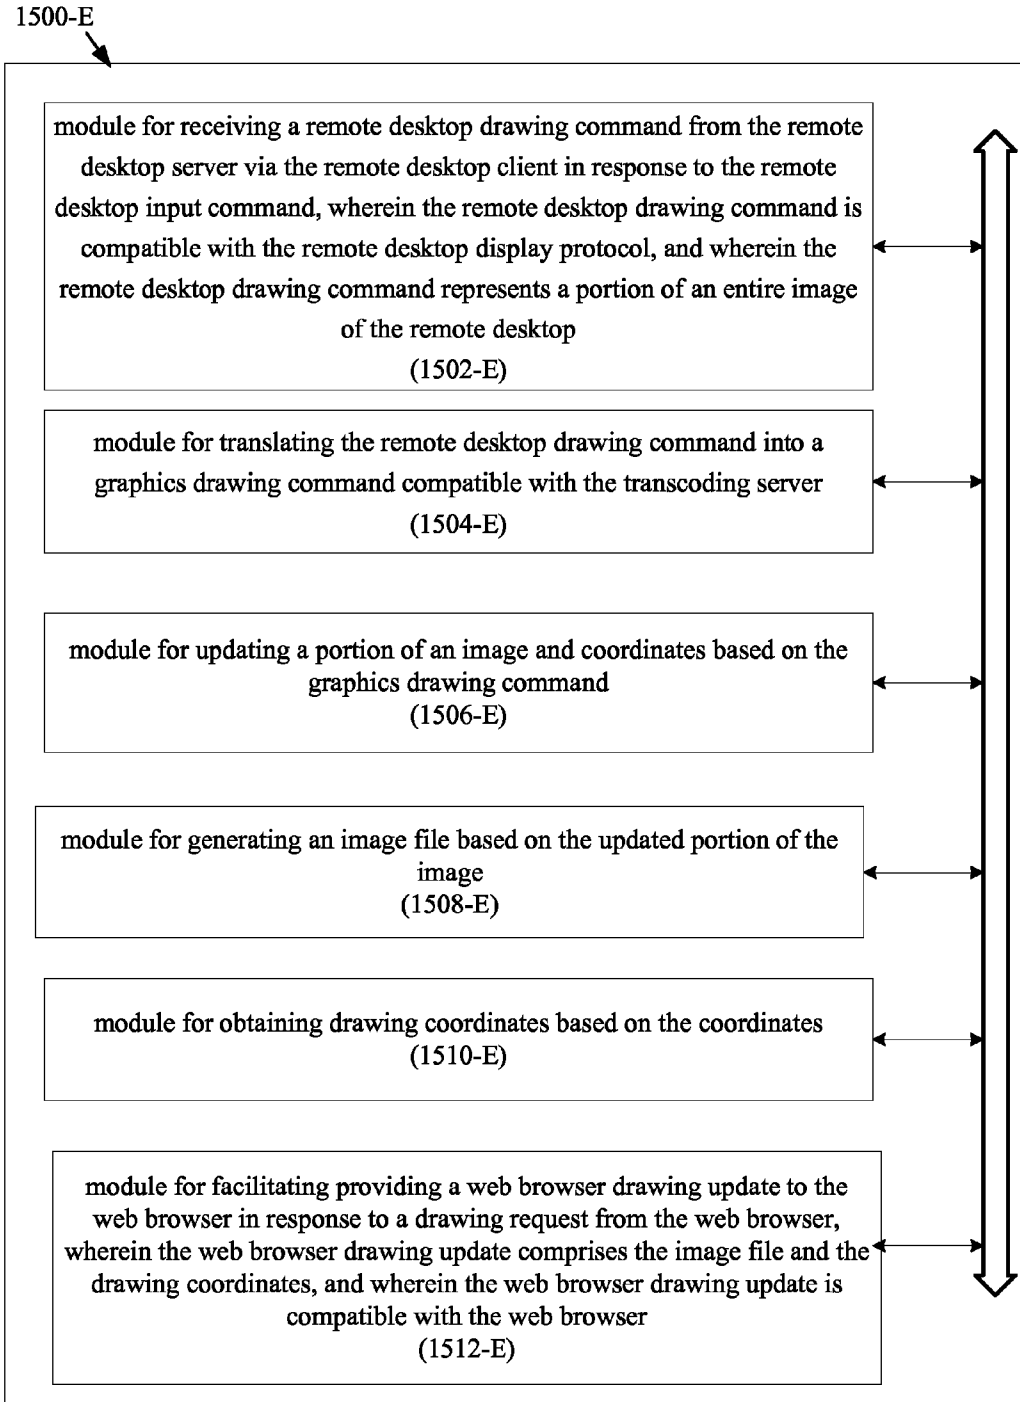 1500-E
module for receiving a remote desktop drawing command from the remote
desktop server via the remote desktop client in response to the remote
desktop input command, wherein the remote desktop drawing command is
compatible with the remote desktop display protocol, and wherein the
remote desktop drawing command represents a portion of an entire image
of the remote desktop
(1502-E)
module for translating the remote desktop drawing command into a
graphics drawing command compatible with the transcoding server
(1504-E)
module for updating a portion of an image and coordinates based on the
graphics drawing command
(1506-E)
module for generating an image file based on the updated portion of the
image
(1508-E)
module for obtaining drawing coordinates based on the coordinates
(1510-E)
module for facilitating providing a web browser drawing update to the
web browser in response to a drawing request from the web browser,
wherein the web browser drawing update comprises the image file and the
drawing coordinates, and wherein the web browser drawing update is
compatible with the web browser
(1512-E)